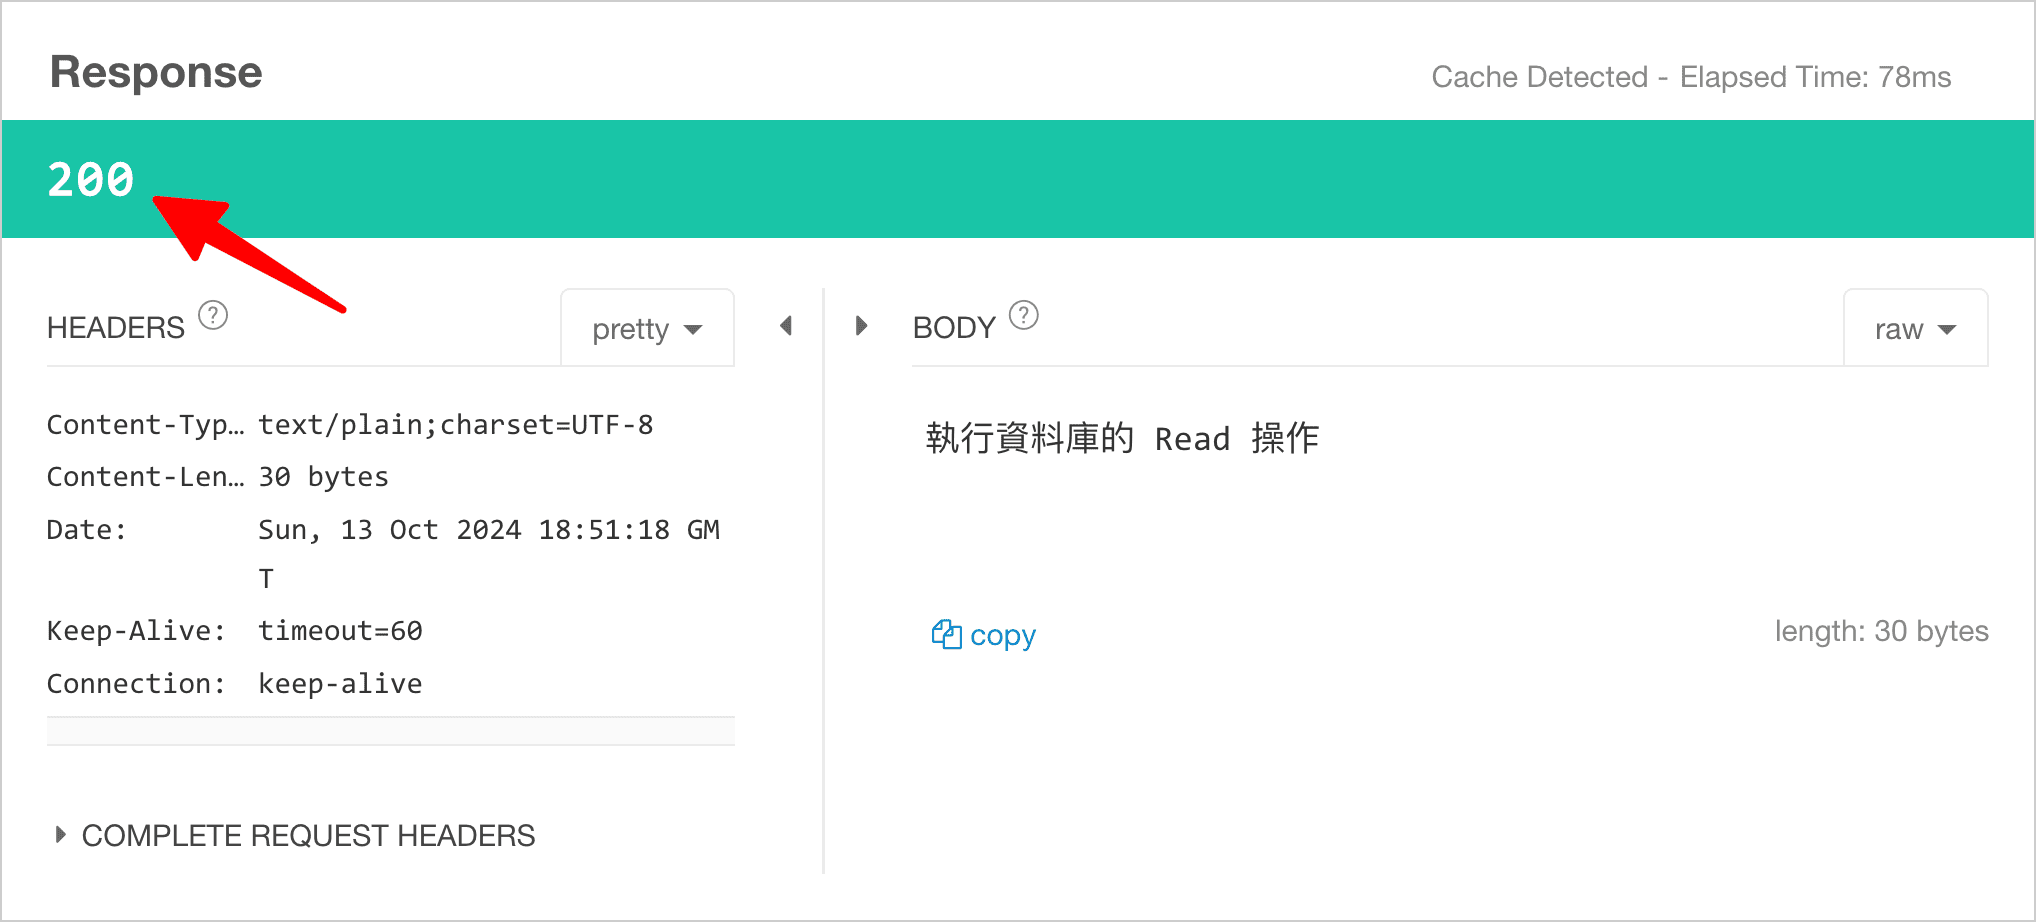 Response
Cache Detected - Elapsed Time: 78ms
200
HEADERS ?
pretty
Content-Typ… text/plain;charset=UTF-8
Content-Len… 30 bytes
Date: Sun, 13 Oct 2024 18:51:18 GM
T
Keep-Alive: timeout=60
Connection: keep-alive
COMPLETE REQUEST HEADERS
BODY ?
raw
執行資料庫的 Read 操作
copy
length: 30 bytes